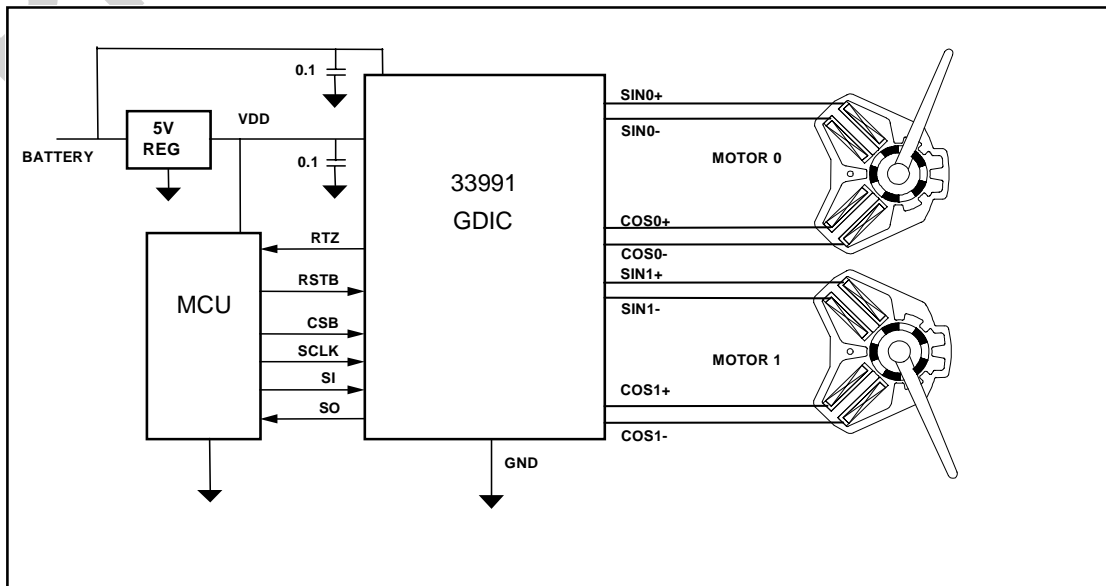 0.1
SIN0+
5V
REG
VDD
SIN0-
BATTERY
0.1
MOTOR 0
33991
GDIC
COS0+
RTZ
COS0-
SIN1+
RSTB
MCU
SIN1-
CSB
SCLK
MOTOR 1
SI
COS1+
SO
COS1-
GND